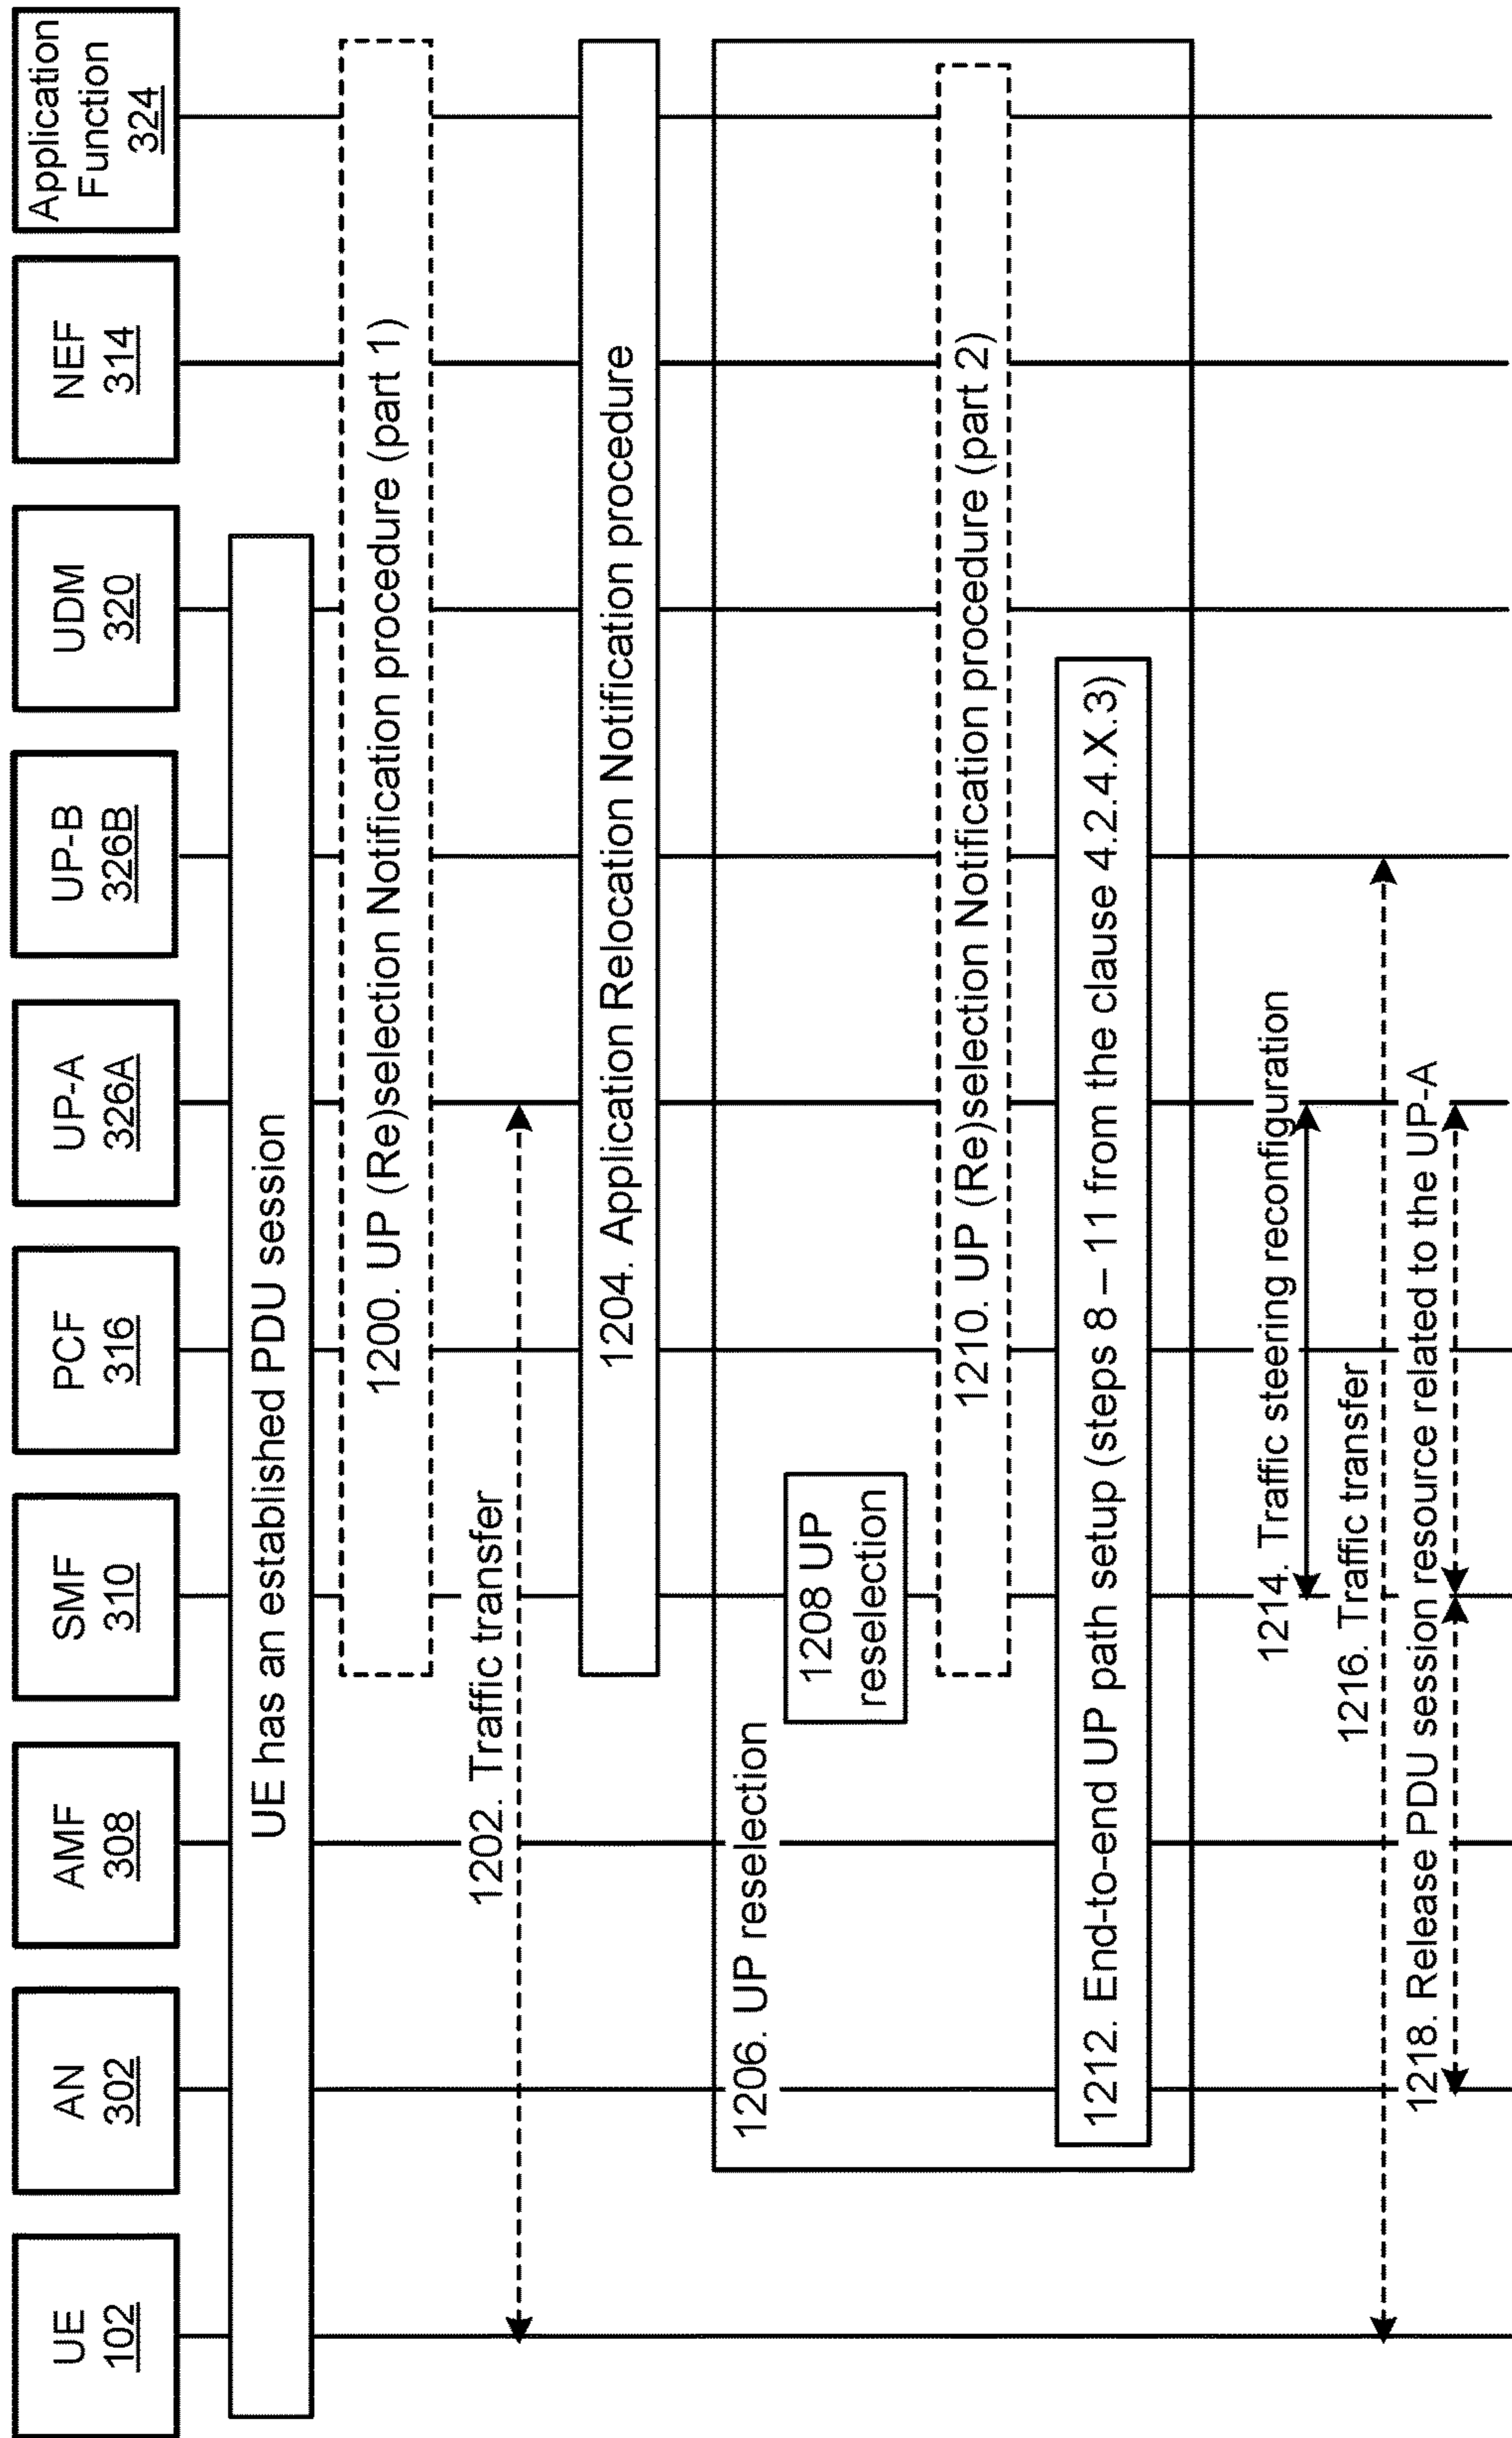 UE
102
AN
302
AMF
308
SMF
310
PCF
316
UP-A
326A
UP-B
326B
UDM
320
NEF
314
Application
Function
324
UE has an established PDU session
1200. UP (Re)selection Notification procedure (part 1)
1202. Traffic transfer
1204. Application Relocation Notification procedure
1206. UP reselection
1208 UP
reselection
1210. UP (Re)selection Notification procedure (part 2)
1212. End-to-end UP path setup (steps 8 – 11 from the clause 4.2.4.X.3)
1214. Traffic steering reconfiguration
1216. Traffic transfer
1218. Release PDU session resource related to the UP-A